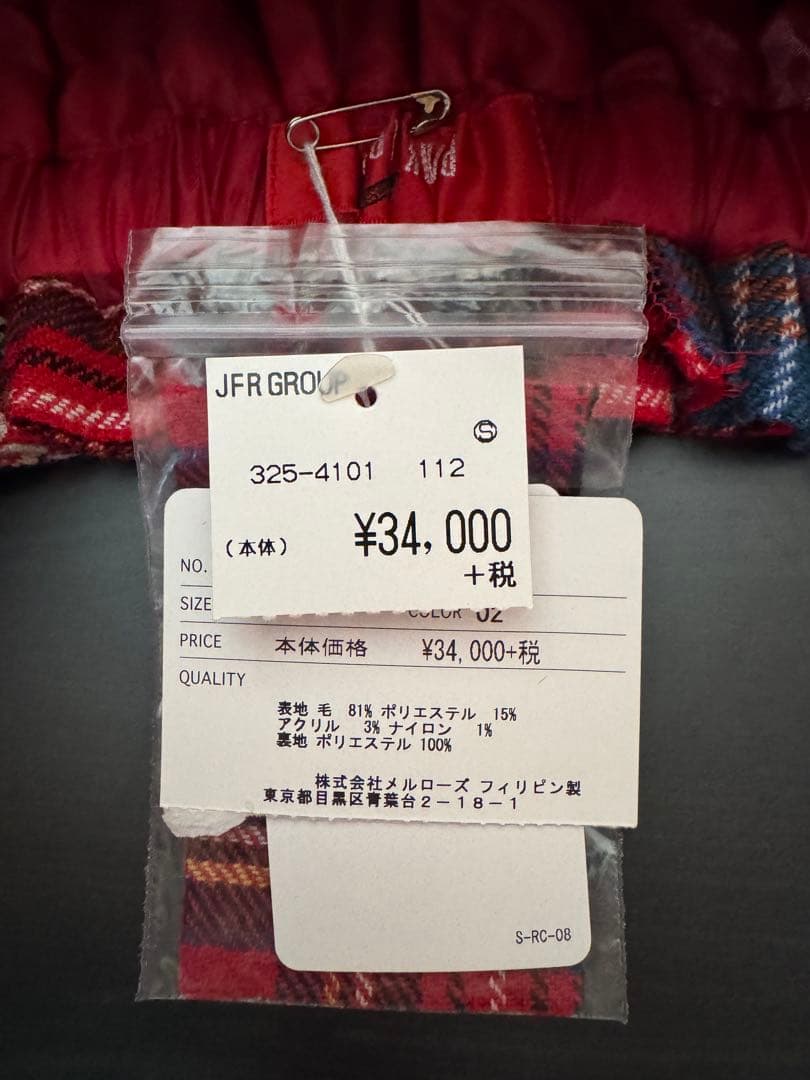 JFR GROUP
Ⓢ
325-4101 112
(本体) ¥34,000
+税
NO.
SIZE COLOR 02
PRICE 本体価格 ¥34,000+税
QUALITY
表地 毛 81% ポリエステル 15%
アクリル 3% ナイロン 1%
裏地 ポリエステル 100%
株式会社メルローズ フィリピン製
東京都目黒区青葉台2-18-1
S-RC-08